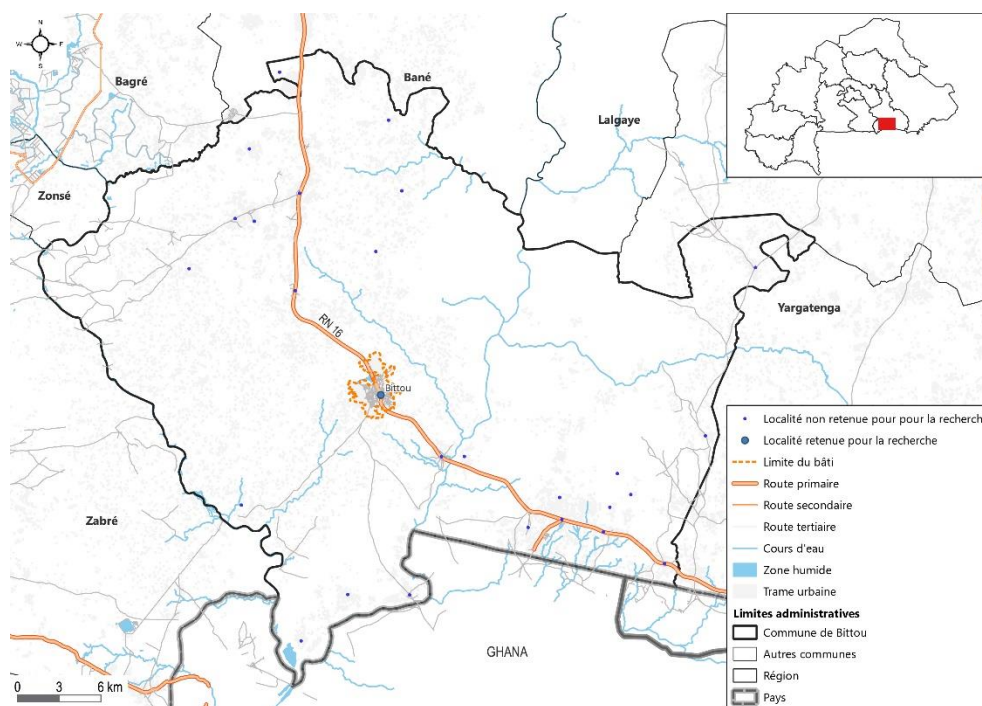 N
W
E
S
Bagré
Bané
Lalgaye
Zonsé
Yargatenga
RN 16
Bittou
Zabré
GHANA
0 3 6 km
Localité non retenue pour pour la recherche
Localité retenue pour la recherche
Limite du bâti
Route primaire
Route secondaire
Route tertiaire
Cours d'eau
Zone humide
Trame urbaine
Limites administratives
Commune de Bittou
Autres communes
Région
Pays